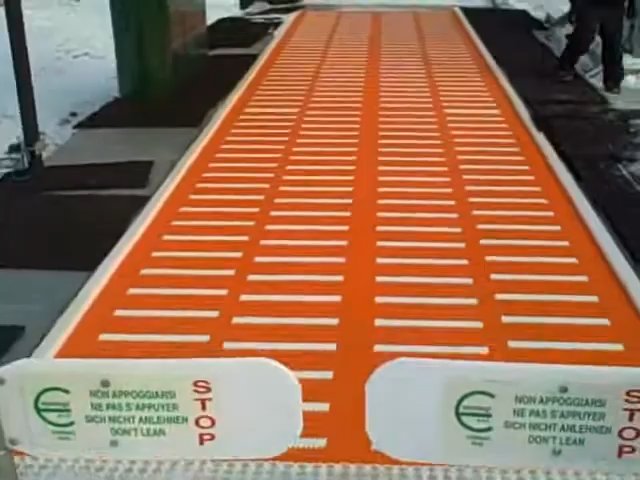 NON APPOGGIARSI
NE PAS S'APPUYER
SICH NICHT ANLEHNEN
DON'T LEAN
STOP
NON APPOGGIARSI
NE PAS S'APPUYER
SICH NICHT ANLEHNEN
DON'T LEAN
STOP